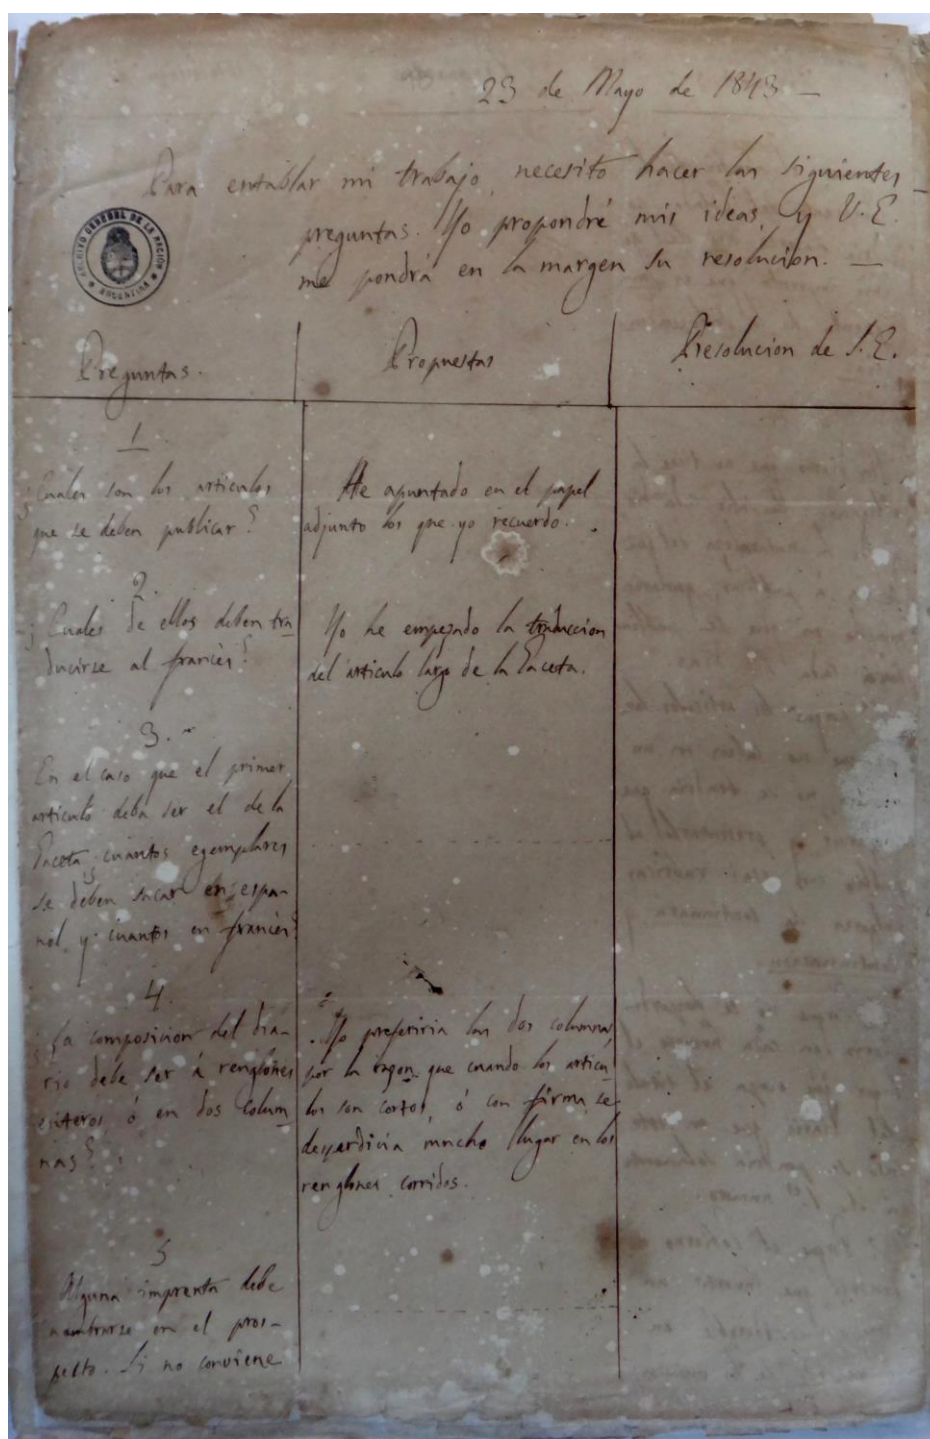 23 de Mayo de 1843 —
Para entablar mi trabajo, necesito hacer las siguientes
preguntas. Yo propondré mis ideas, y V. E.
me pondrá en la margen su resolucion. —
ARCHIVO GENERAL DE LA NACIÓN
ARGENTINA
Preguntas.
Propuestas
Resolucion de S. E.
1
¿Cuales son los articulos
que se deben publicar?
He apuntado en el papel
adjunto los que yo recuerdo.
2
¿Cuales de ellos deben tra-
ducirse al francés?
Yo he empezado la traduccion
del articulo largo de la Gaceta.
3.
En el caso que el primer
articulo deba ser el de la
Gaceta ¿cuantos egemplares
se deben sacar en espa-
nol, y cuantos en francés?
4.
¿La composicion del dia-
rio debe ser á renglones
enteros, ó en dos colum-
nas?
Yo preferiria las dos columnas
por la razon que cuando los articu-
los son cortos, ó con firma, se
desperdicia mucho lugar en los
renglones corridos.
5
Alguna imprenta debe
nombrarse en el pros-
pecto. Si no conviene